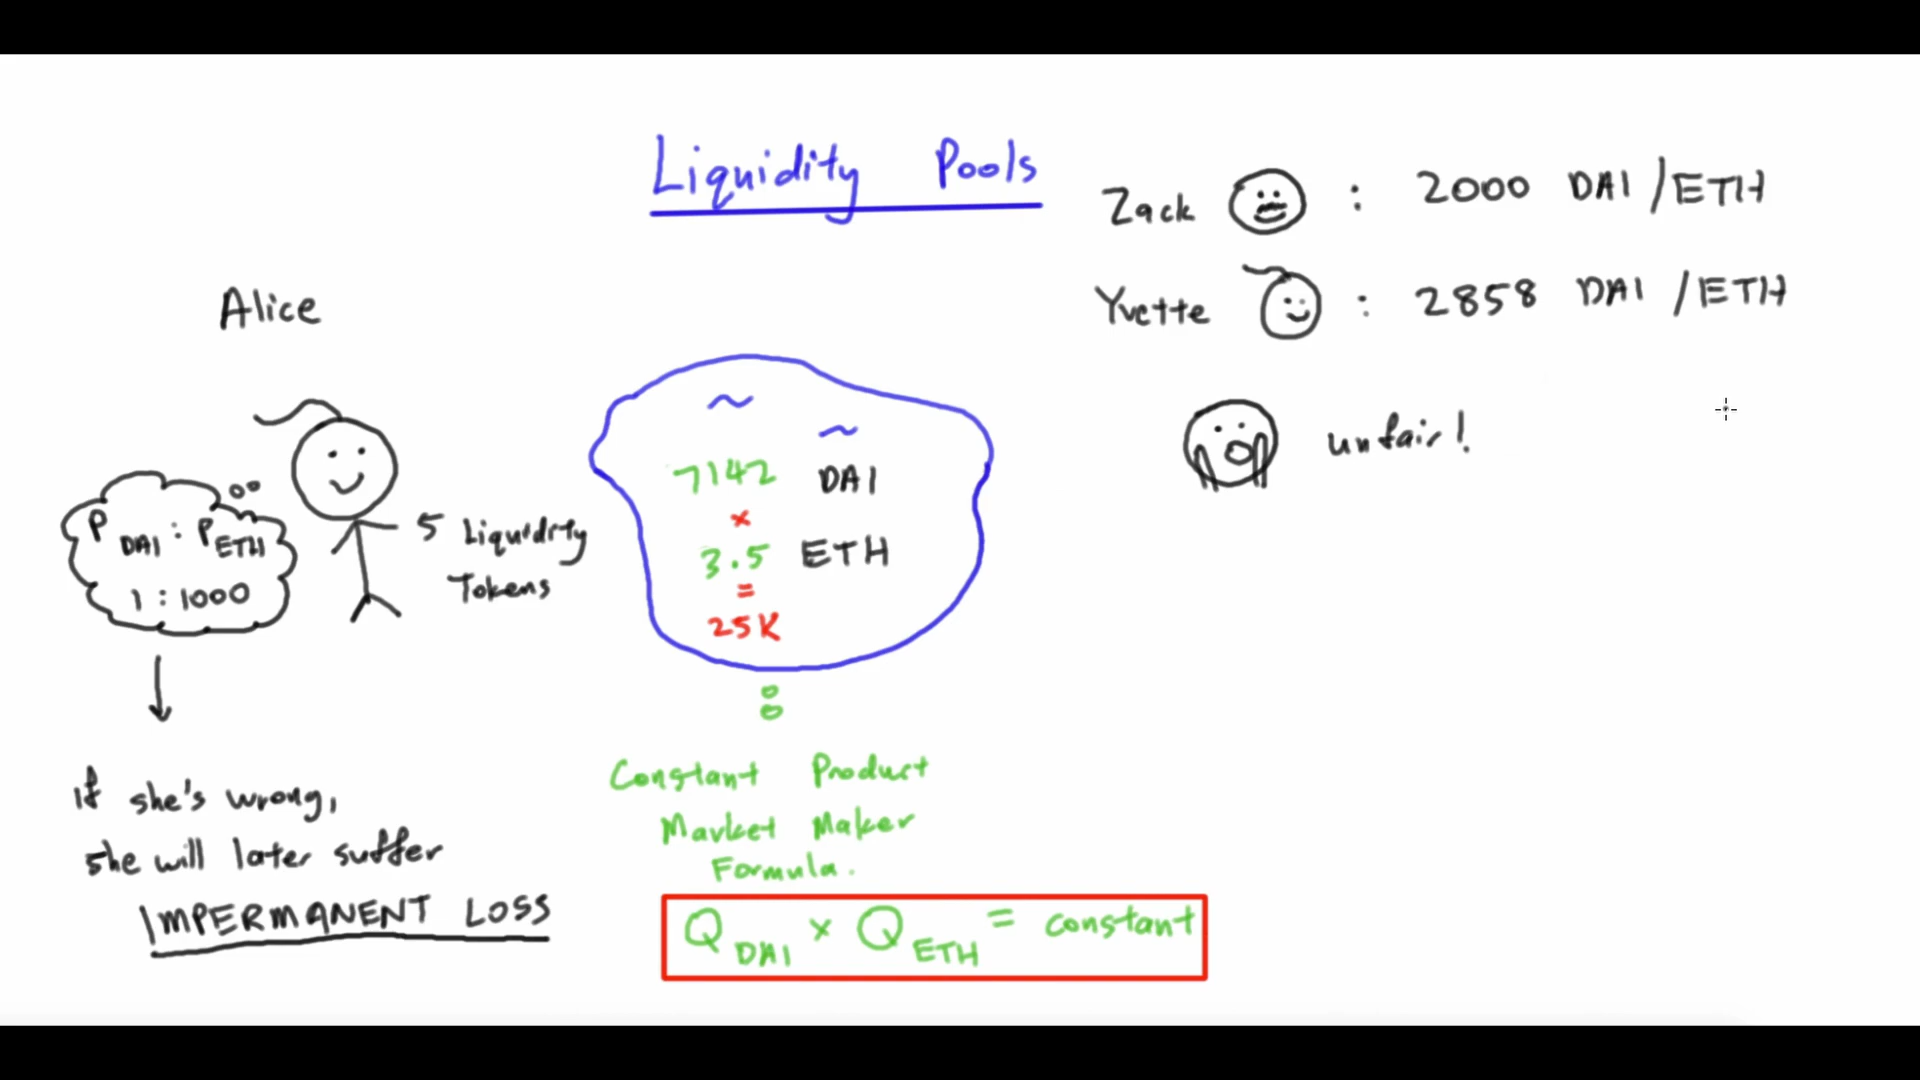 Liquidity Pools
Zack : 2000 DAI / ETH
Yvette : 2858 DAI / ETH
unfair!
Alice
P DAI : P ETH
1 : 1000
5 Liquidity
Tokens
~
~
7142 DAI
×
3.5 ETH
=
25K
if she's wrong,
she will later suffer
IMPERMANENT LOSS
Constant Product
Market Maker
Formula.
Q DAI × Q ETH = constant